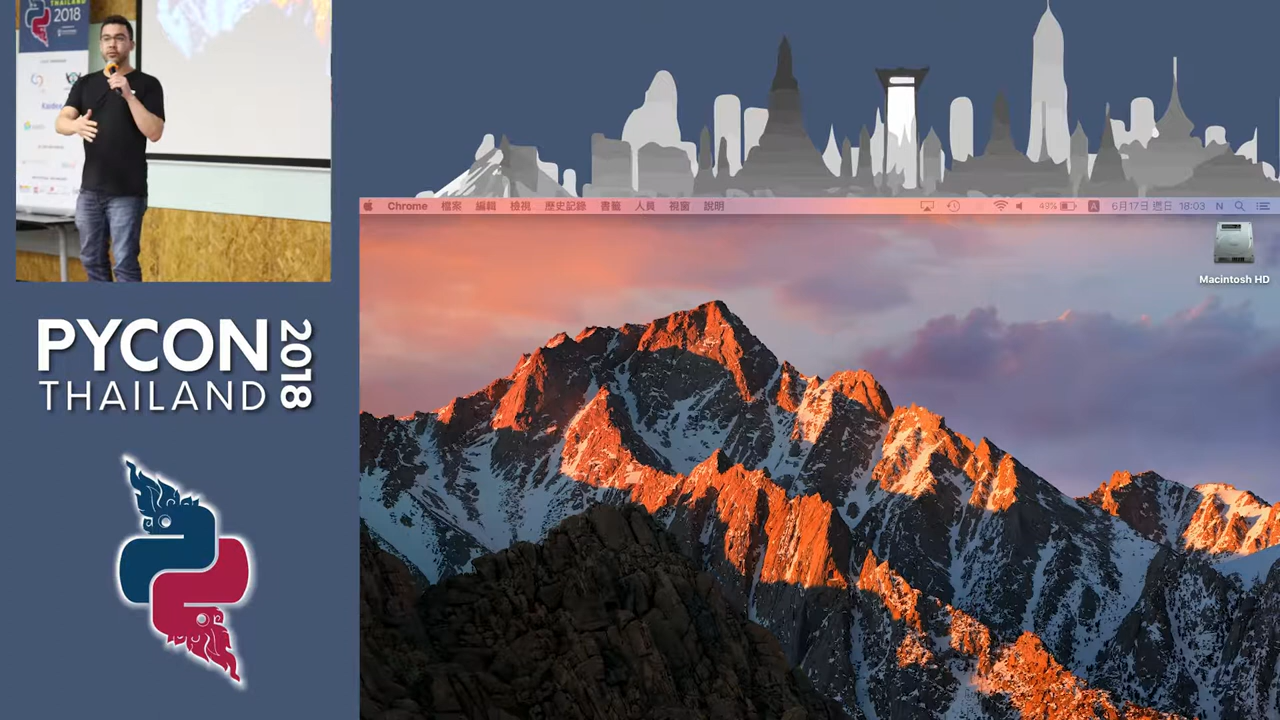 THAILAND
2018
PYCON
THAILAND
2018
Chrome 檔案 編輯 檢視 歷史記錄 書籤 人員 視窗 說明
49% A 6月17日 週日 18:03 N
Macintosh HD